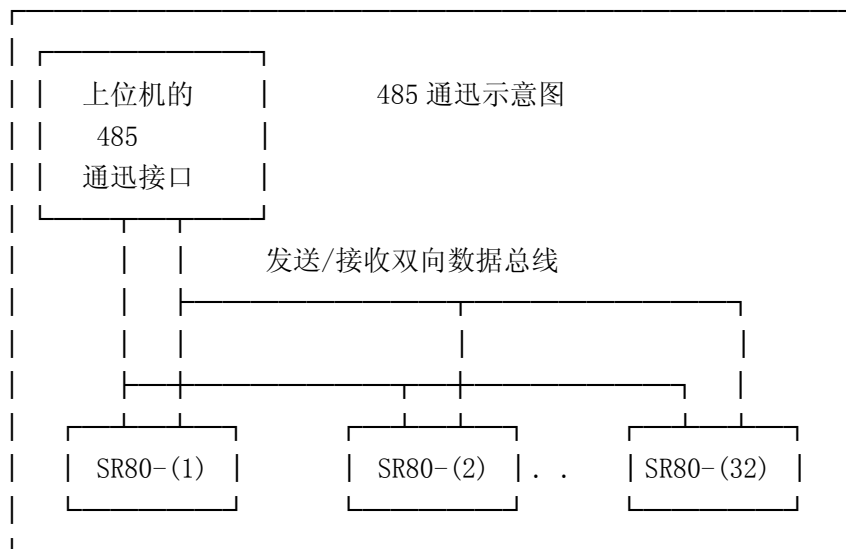 上位机的 485 通迅示意图
485
通迅接口
发送/接收双向数据总线
SR80-(1) SR80-(2) . . SR80-(32)